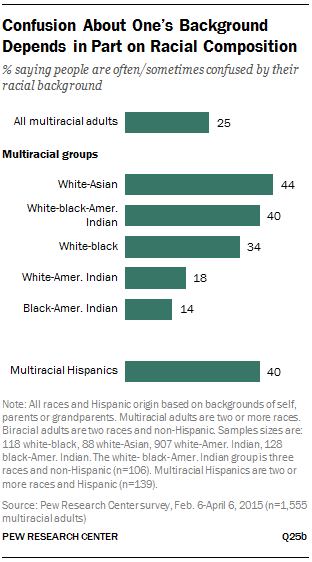 Confusion About One's Background
Depends in Part on Racial Composition
% saying people are often/sometimes confused by their
racial background
All multiracial adults 25
Multiracial groups
White-Asian 44
White-black-Amer.
Indian 40
White-black 34
White-Amer. Indian 18
Black-Amer. Indian 14
Multiracial Hispanics 40
Note: All races and Hispanic origin based on backgrounds of self,
parents or grandparents. Multiracial adults are two or more races.
Biracial adults are two races and non-Hispanic. Samples sizes are:
118 white-black, 88 white-Asian, 907 white-Amer. Indian, 128
black-Amer. Indian. The white- black-Amer. Indian group is three
races and non-Hispanic (n=106). Multiracial Hispanics are two or
more races and Hispanic (n=139).
Source: Pew Research Center survey, Feb. 6-April 6, 2015 (n=1,555
multiracial adults)
PEW RESEARCH CENTER Q25b